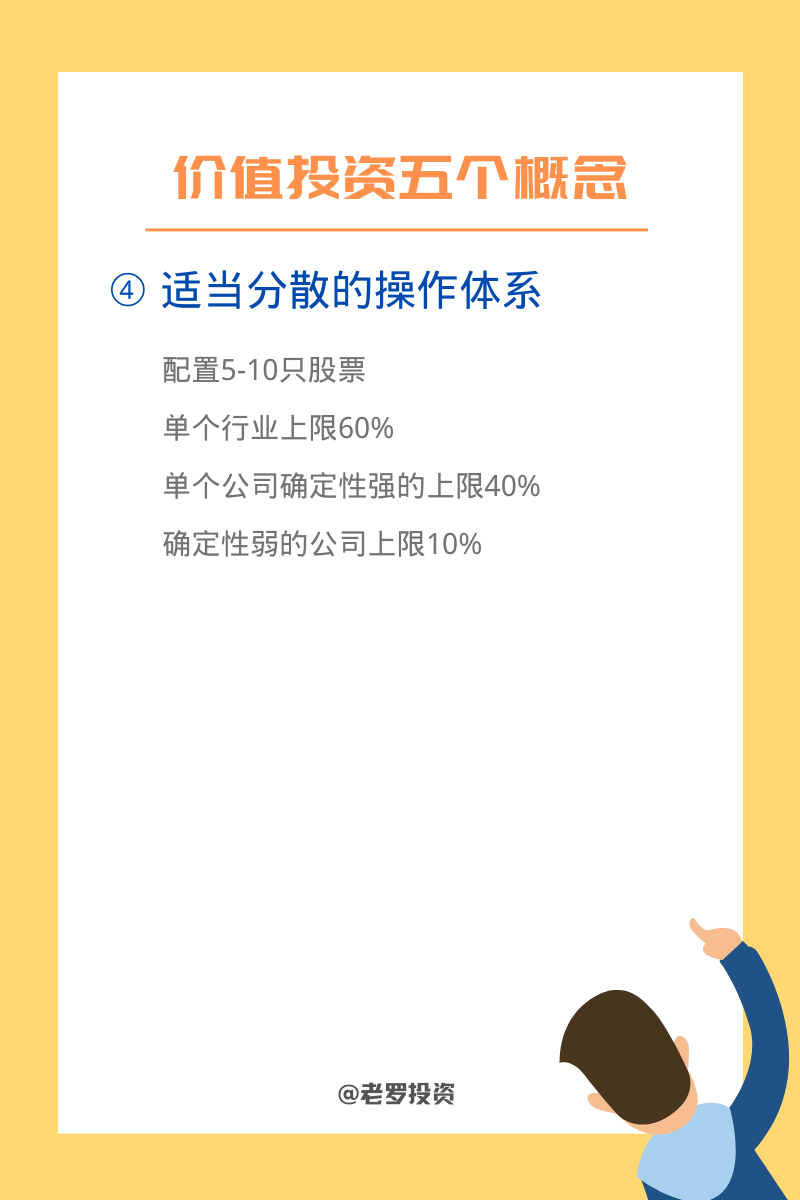 价值投资五个概念
④ 适当分散的操作体系
配置5-10只股票
单个行业上限60%
单个公司确定性强的上限40%
确定性弱的公司上限10%
@老罗投资